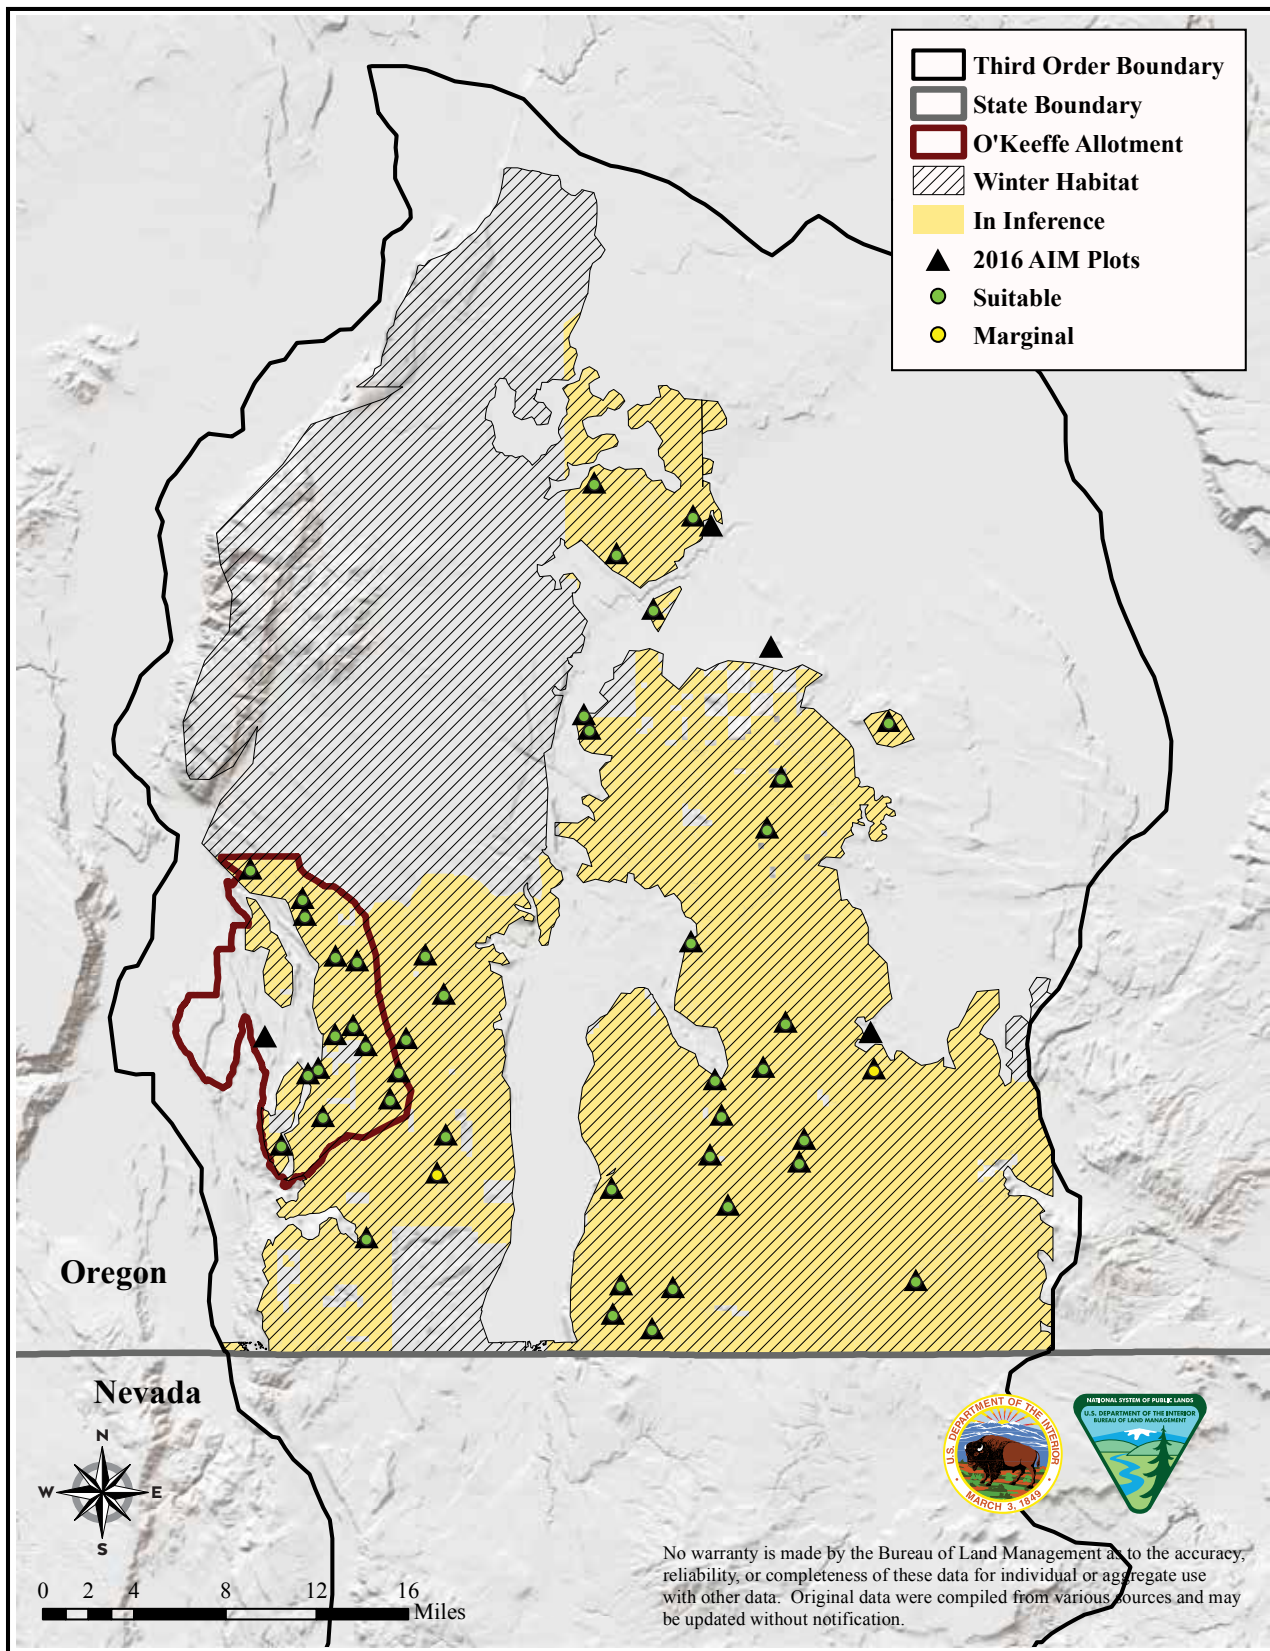 Third Order Boundary
State Boundary
O'Keeffe Allotment
Winter Habitat
In Inference
2016 AIM Plots
Suitable
Marginal
Oregon
Nevada
N
W E
S
0 2 4 8 12 16
Miles
U.S. DEPARTMENT OF THE INTERIOR
MARCH 3, 1849
NATIONAL SYSTEM OF PUBLIC LANDS
U.S. DEPARTMENT OF THE INTERIOR
BUREAU OF LAND MANAGEMENT
No warranty is made by the Bureau of Land Management as to the accuracy,
reliability, or completeness of these data for individual or aggregate use
with other data. Original data were compiled from various sources and may
be updated without notification.